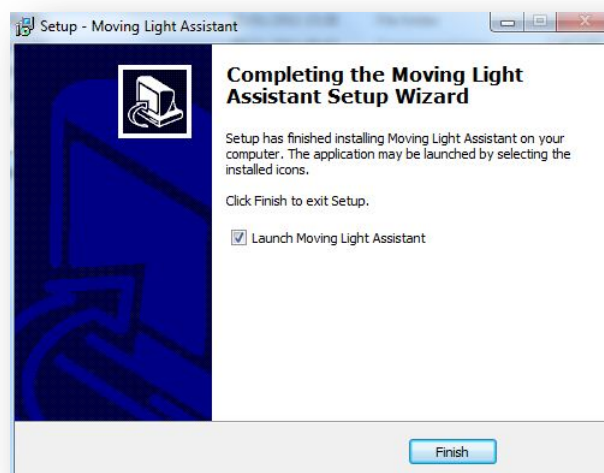 Setup - Moving Light Assistant
Completing the Moving Light
Assistant Setup Wizard
Setup has finished installing Moving Light Assistant on your
computer. The application may be launched by selecting the
installed icons.
Click Finish to exit Setup.
Launch Moving Light Assistant
Finish